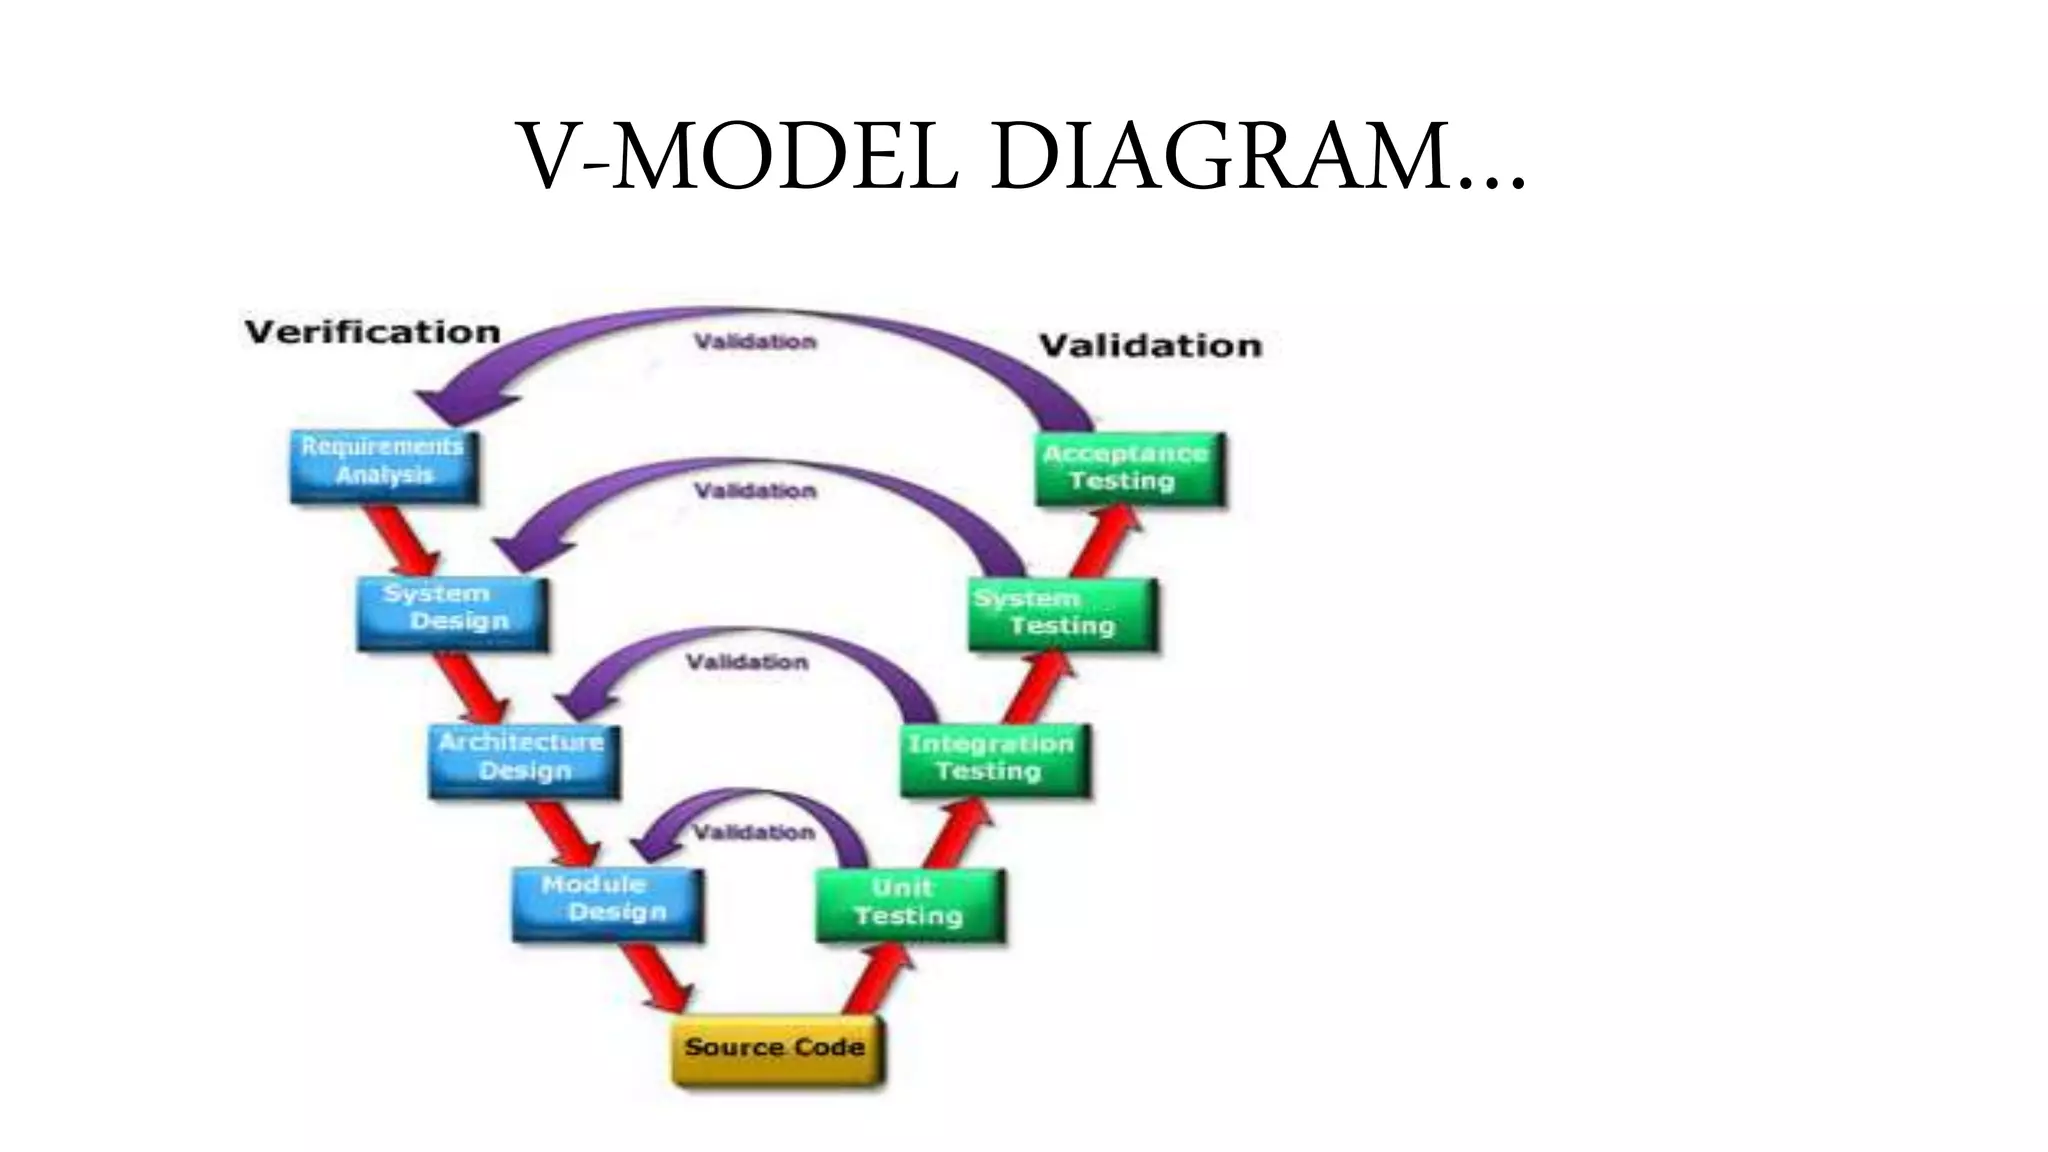 V-MODEL DIAGRAM...
Verification
Validation
Validation
Requirements
Analysis
Acceptance
Testing
Validation
System
Design
System
Testing
Validation
Architecture
Design
Integration
Testing
Validation
Module
Design
Unit
Testing
Source Code